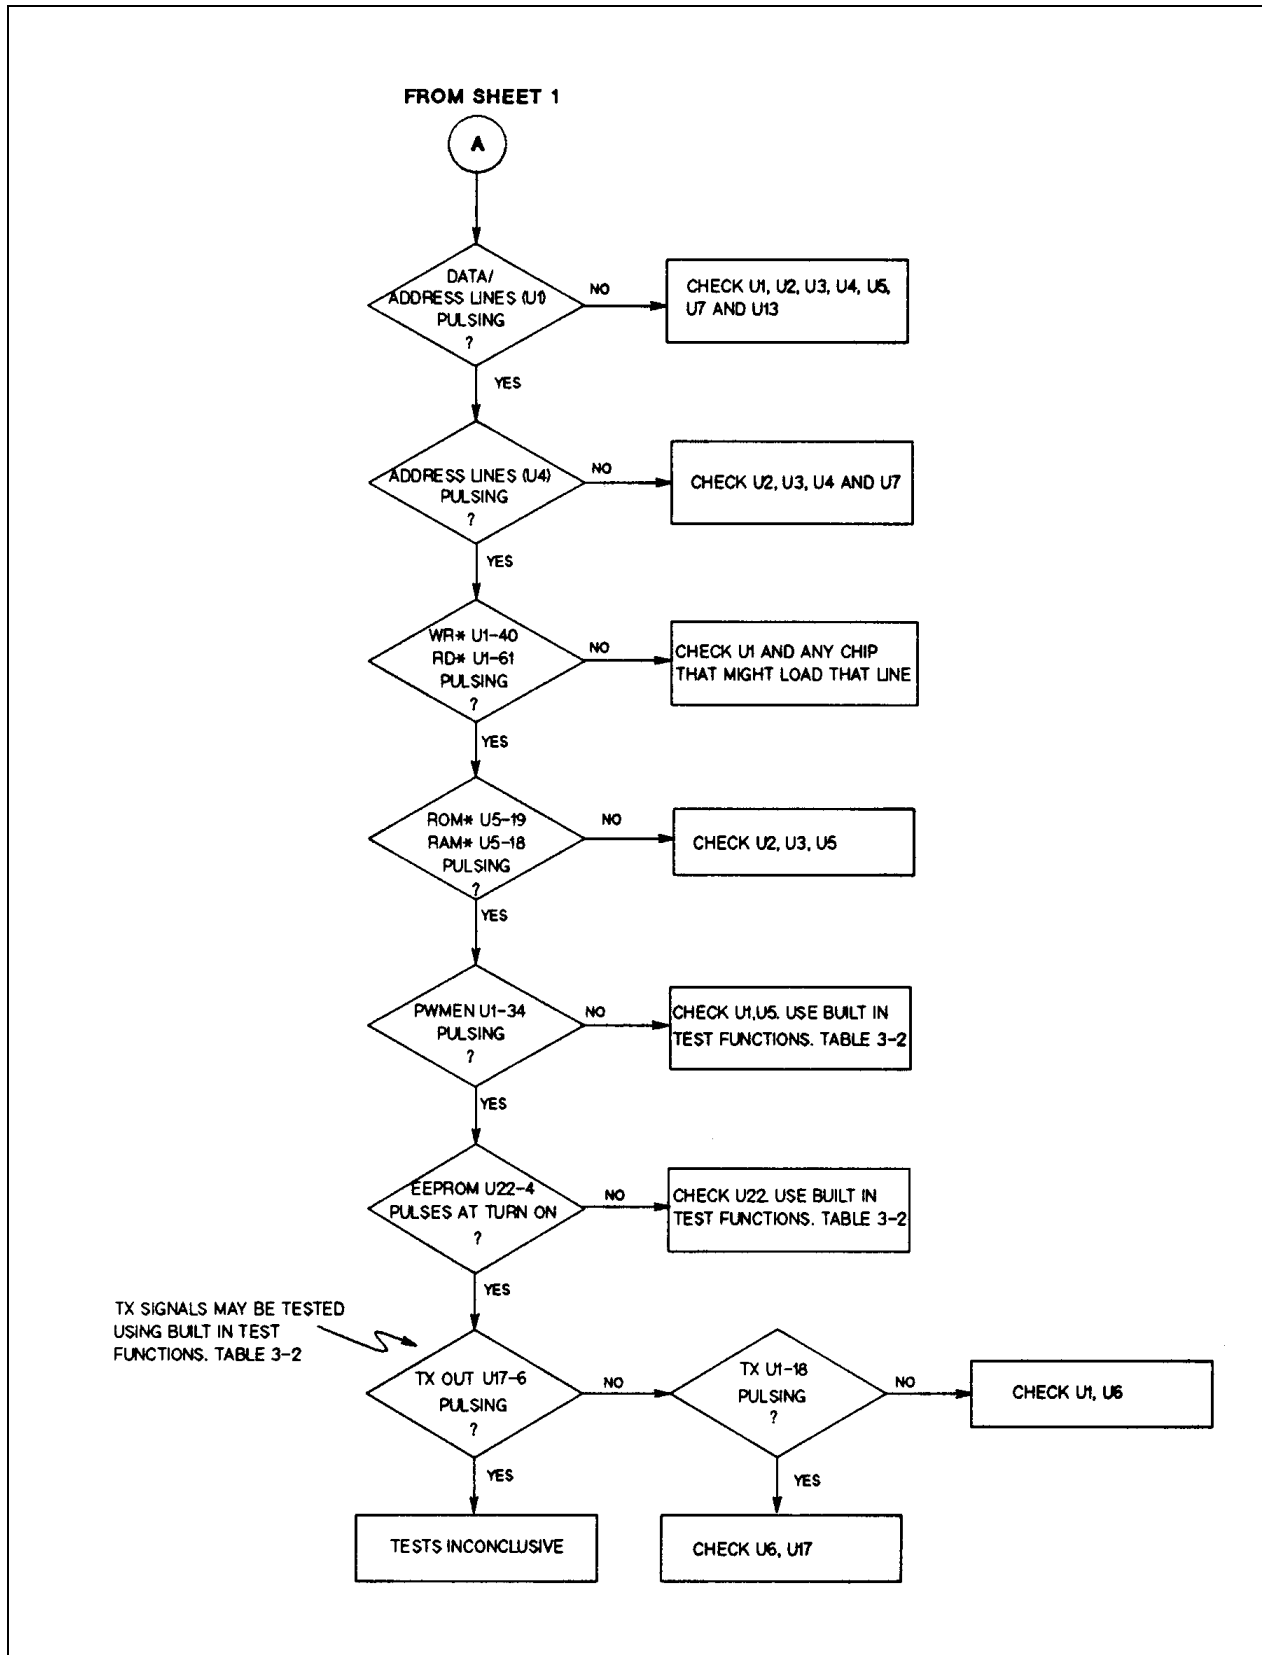 FROM SHEET 1
A
DATA/
ADDRESS LINES (U1)
PULSING
?
NO
CHECK U1, U2, U3, U4, U5,
U7 AND U13
YES
ADDRESS LINES (U4)
PULSING
?
NO
CHECK U2, U3, U4 AND U7
YES
WR* U1-40
RD* U1-61
PULSING
?
NO
CHECK U1 AND ANY CHIP
THAT MIGHT LOAD THAT LINE
YES
ROM* U5-19
RAM* U5-18
PULSING
?
NO
CHECK U2, U3, U5
YES
PWMEN U1-34
PULSING
?
NO
CHECK U1,U5. USE BUILT IN
TEST FUNCTIONS. TABLE 3-2
YES
EEPROM U22-4
PULSES AT TURN ON
?
NO
CHECK U22. USE BUILT IN
TEST FUNCTIONS. TABLE 3-2
YES
TX SIGNALS MAY BE TESTED
USING BUILT IN TEST
FUNCTIONS. TABLE 3-2
TX OUT U17-6
PULSING
?
NO
TX U1-18
PULSING
?
NO
CHECK U1, U6
YES
YES
TESTS INCONCLUSIVE
CHECK U6, U17